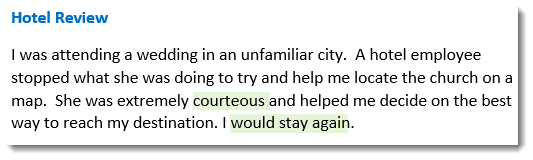 Hotel Review
I was attending a wedding in an unfamiliar city.  A hotel employee
stopped what she was doing to try and help me locate the church on a
map.  She was extremely courteous and helped me decide on the best
way to reach my destination. I would stay again.